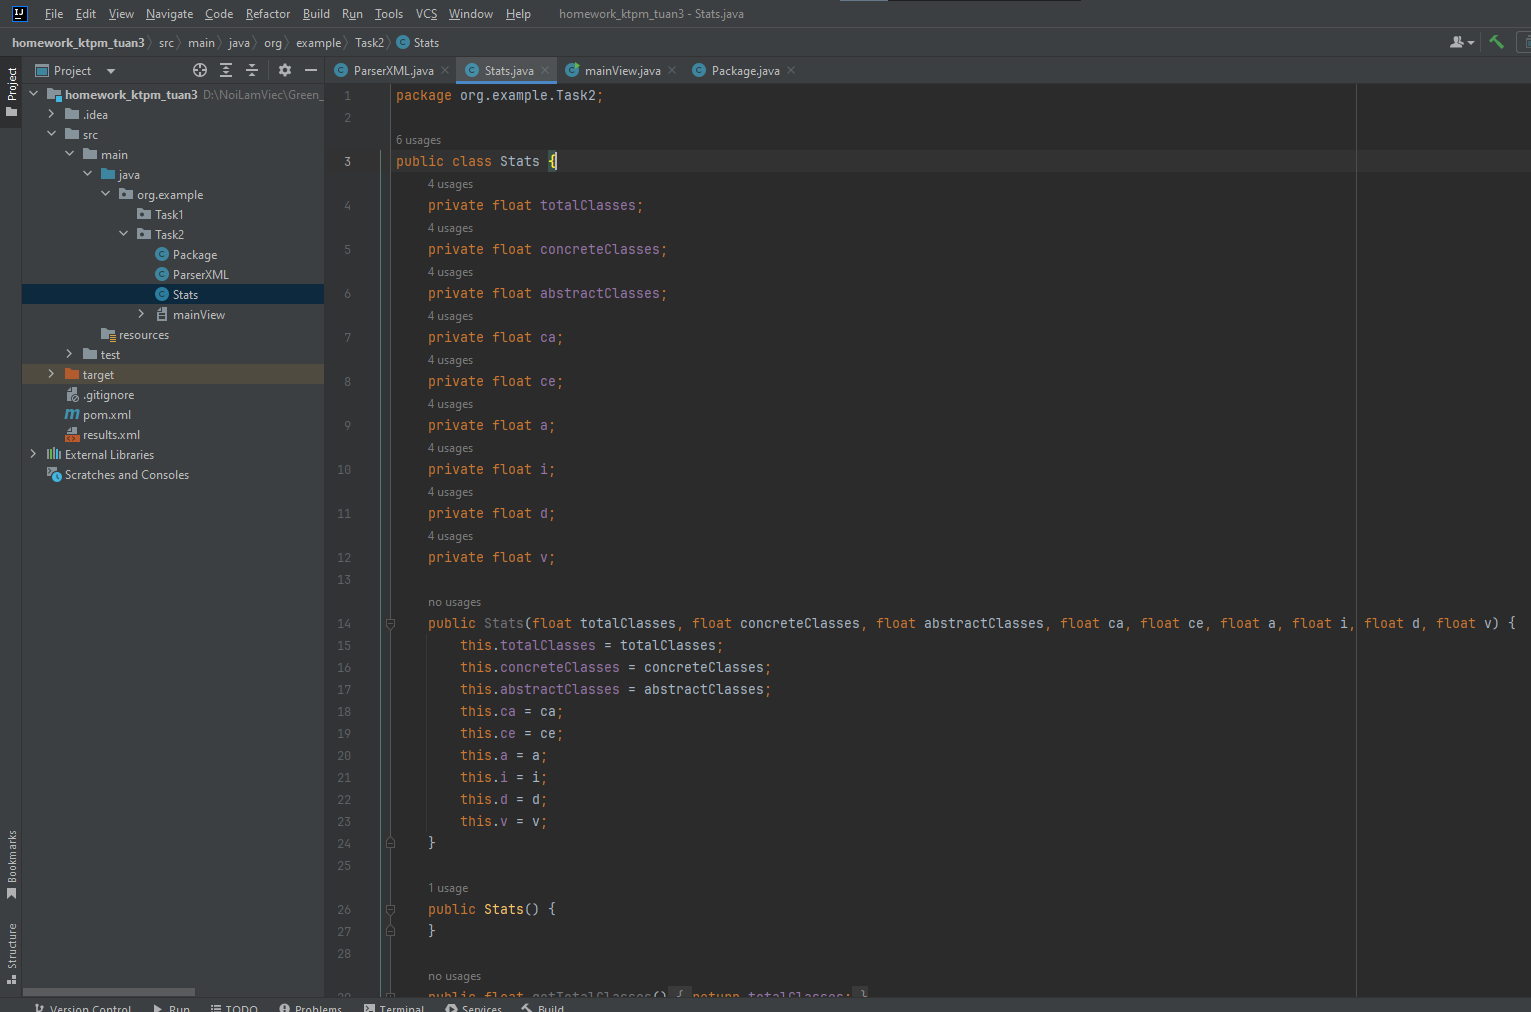 File Edit View Navigate Code Refactor Build Run Tools VCS Window Help homework_ktpm_tuan3 - Stats.java
homework_ktpm_tuan3 src main java org example Task2 Stats
Project
Project
ParserXML.java Stats.java mainView.java Package.java
homework_ktpm_tuan3 D:\NoiLamViec\Green_
.idea
src
main
java
org.example
Task1
Task2
Package
ParserXML
Stats
mainView
resources
test
target
.gitignore
pom.xml
results.xml
External Libraries
Scratches and Consoles
Bookmarks
Structure
1 package org.example.Task2;
2
6 usages
3 public class Stats {
4 usages
4 private float totalClasses;
4 usages
5 private float concreteClasses;
4 usages
6 private float abstractClasses;
4 usages
7 private float ca;
4 usages
8 private float ce;
4 usages
9 private float a;
4 usages
10 private float i;
4 usages
11 private float d;
4 usages
12 private float v;
13
no usages
14 public Stats(float totalClasses, float concreteClasses, float abstractClasses, float ca, float ce, float a, float i, float d, float v) {
15 this.totalClasses = totalClasses;
16 this.concreteClasses = concreteClasses;
17 this.abstractClasses = abstractClasses;
18 this.ca = ca;
19 this.ce = ce;
20 this.a = a;
21 this.i = i;
22 this.d = d;
23 this.v = v;
24 }
25
1 usage
26 public Stats() {
27 }
28
no usages
29 public float getTotalClasses() { return totalClasses; }
Version Control Run TODO Problems Terminal Services Build